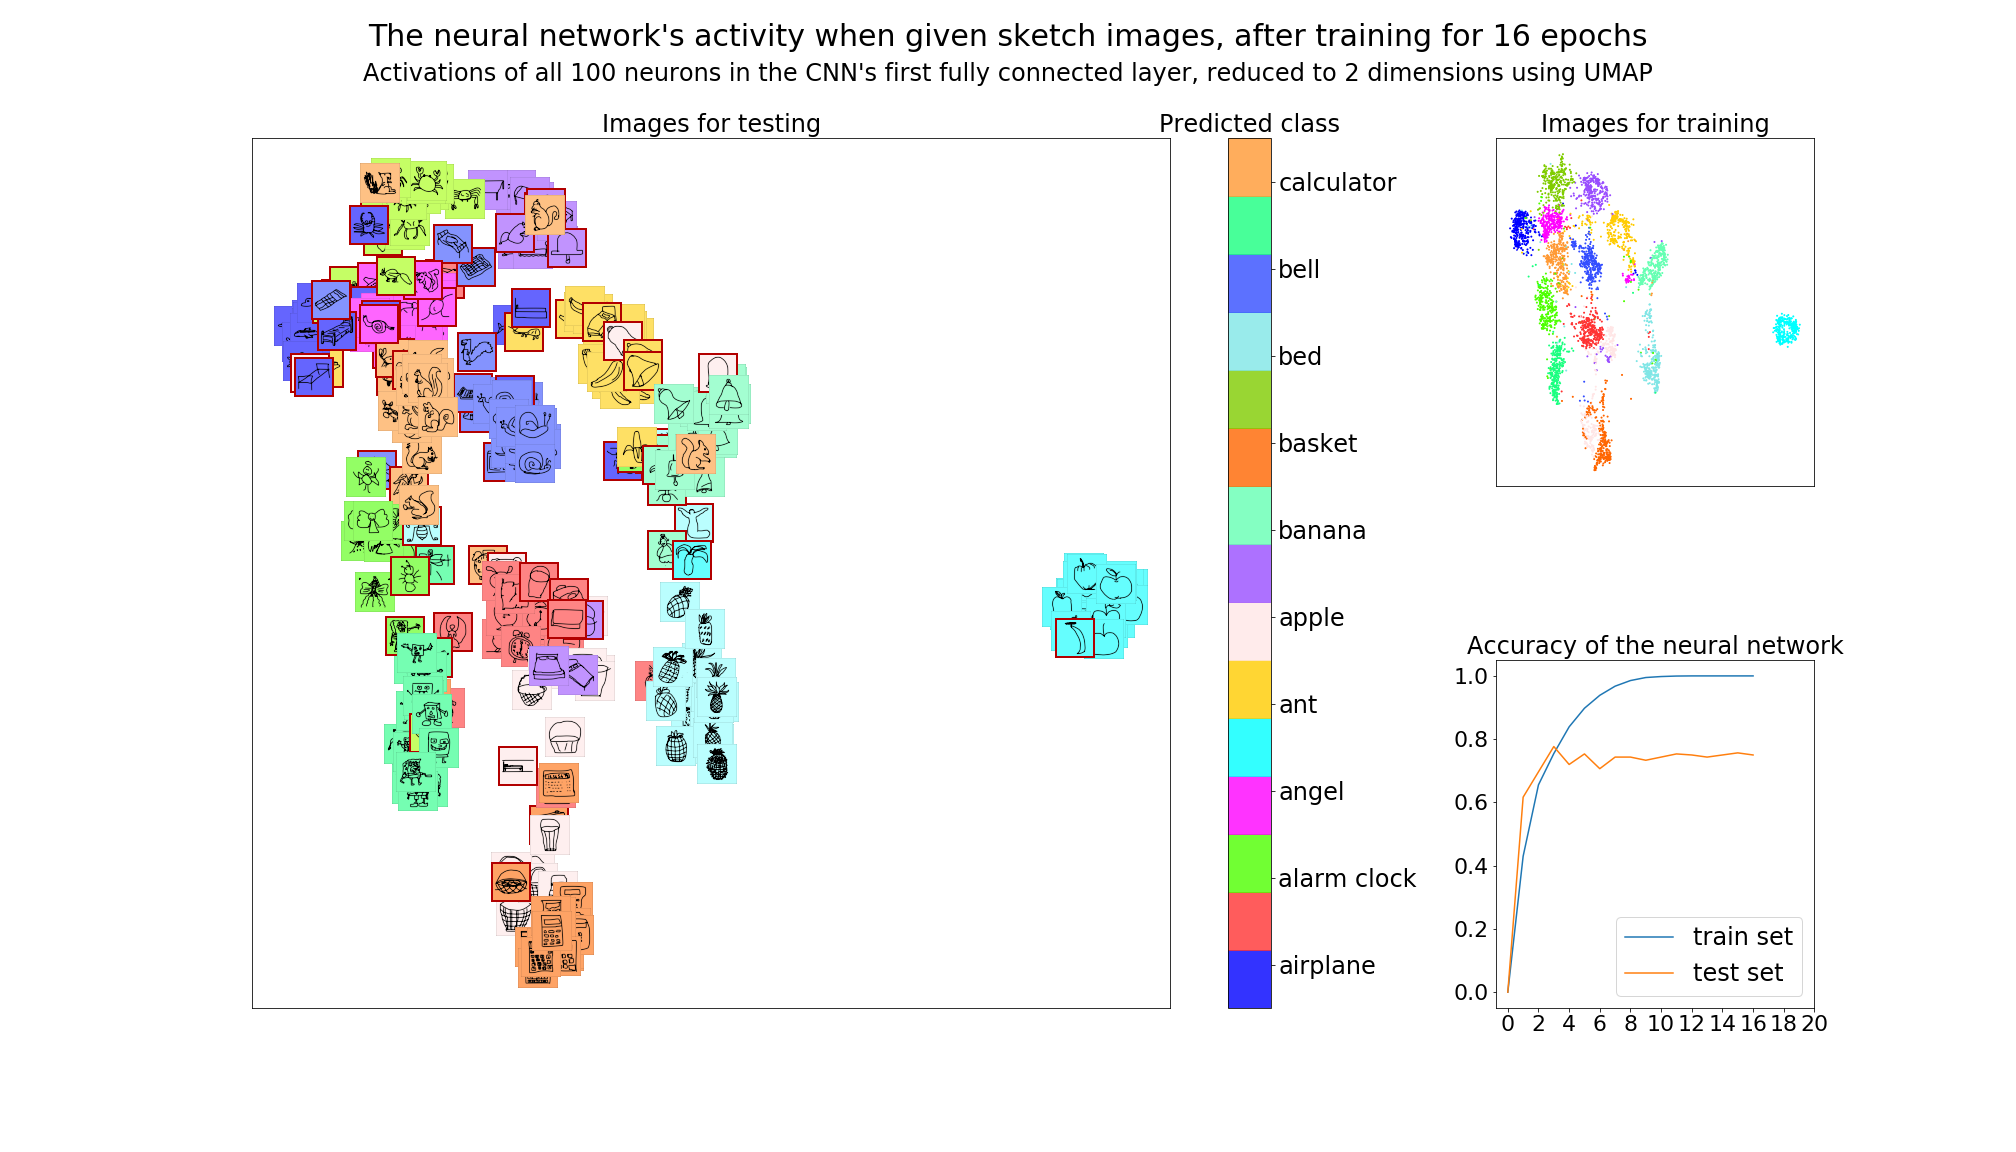 The neural network's activity when given sketch images, after training for 16 epochs
Activations of all 100 neurons in the CNN's first fully connected layer, reduced to 2 dimensions using UMAP
Images for testing
Predicted class
calculator
bell
bed
basket
banana
apple
ant
angel
alarm clock
airplane
Images for training
Accuracy of the neural network
1.0
0.8
0.6
0.4
0.2
0.0
train set
test set
0 2 4 6 8 10 12 14 16 18 20